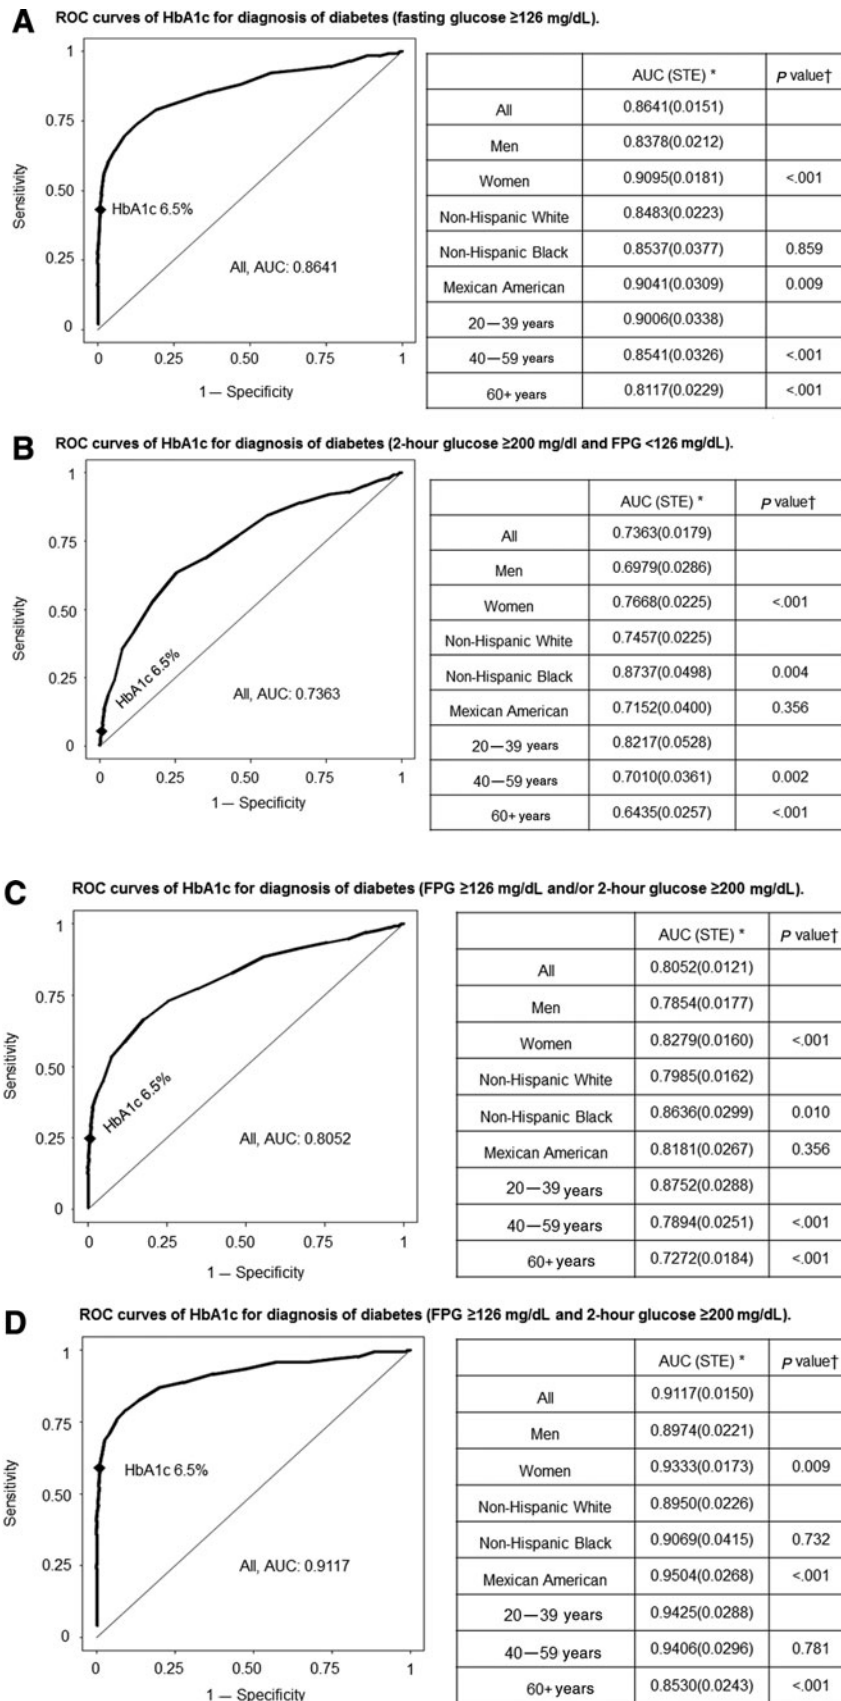 A ROC curves of HbA1c for diagnosis of diabetes (fasting glucose ≥126 mg/dL).
1
0.75
0.50
0.25
0
Sensitivity
HbA1c 6.5%
All, AUC: 0.8641
0 0.25 0.50 0.75 1
1— Specificity
AUC (STE) * P value†
All 0.8641(0.0151)
Men 0.8378(0.0212)
Women 0.9095(0.0181) <.001
Non-Hispanic White 0.8483(0.0223)
Non-Hispanic Black 0.8537(0.0377) 0.859
Mexican American 0.9041(0.0309) 0.009
20—39 years 0.9006(0.0338)
40—59 years 0.8541(0.0326) <.001
60+ years 0.8117(0.0229) <.001
B ROC curves of HbA1c for diagnosis of diabetes (2-hour glucose ≥200 mg/dl and FPG <126 mg/dL).
1
0.75
0.50
0.25
0
Sensitivity
HbA1c 6.5%
All, AUC: 0.7363
0 0.25 0.50 0.75 1
1— Specificity
AUC (STE) * P value†
All 0.7363(0.0179)
Men 0.6979(0.0286)
Women 0.7668(0.0225) <.001
Non-Hispanic White 0.7457(0.0225)
Non-Hispanic Black 0.8737(0.0498) 0.004
Mexican American 0.7152(0.0400) 0.356
20—39 years 0.8217(0.0528)
40—59 years 0.7010(0.0361) 0.002
60+ years 0.6435(0.0257) <.001
C ROC curves of HbA1c for diagnosis of diabetes (FPG ≥126 mg/dL and/or 2-hour glucose ≥200 mg/dL).
1
0.75
0.50
0.25
0
Sensitivity
HbA1c 6.5%
All, AUC: 0.8052
0 0.25 0.50 0.75 1
1 — Specificity
AUC (STE) * P value†
All 0.8052(0.0121)
Men 0.7854(0.0177)
Women 0.8279(0.0160) <.001
Non-Hispanic White 0.7985(0.0162)
Non-Hispanic Black 0.8636(0.0299) 0.010
Mexican American 0.8181(0.0267) 0.356
20—39 years 0.8752(0.0288)
40—59 years 0.7894(0.0251) <.001
60+ years 0.7272(0.0184) <.001
D ROC curves of HbA1c for diagnosis of diabetes (FPG ≥126 mg/dL and 2-hour glucose ≥200 mg/dL).
1
0.75
0.50
0.25
0
Sensitivity
HbA1c 6.5%
All, AUC: 0.9117
0 0.25 0.50 0.75 1
1 — Specificity
AUC (STE) * P value†
All 0.9117(0.0150)
Men 0.8974(0.0221)
Women 0.9333(0.0173) 0.009
Non-Hispanic White 0.8950(0.0226)
Non-Hispanic Black 0.9069(0.0415) 0.732
Mexican American 0.9504(0.0268) <.001
20—39 years 0.9425(0.0288)
40—59 years 0.9406(0.0296) 0.781
60+ years 0.8530(0.0243) <.001